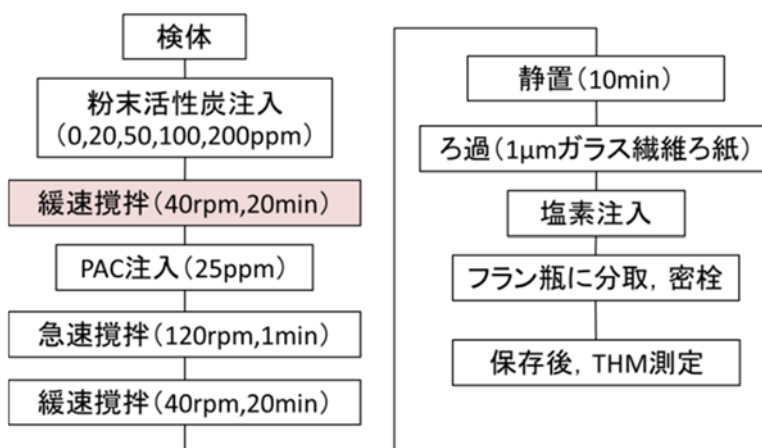 検体
粉末活性炭注入
(0,20,50,100,200ppm)
緩速撹拌(40rpm,20min)
PAC注入(25ppm)
急速撹拌(120rpm,1min)
緩速撹拌(40rpm,20min)
静置(10min)
ろ過(1μmガラス繊維ろ紙)
塩素注入
フラン瓶に分取，密栓
保存後，THM測定